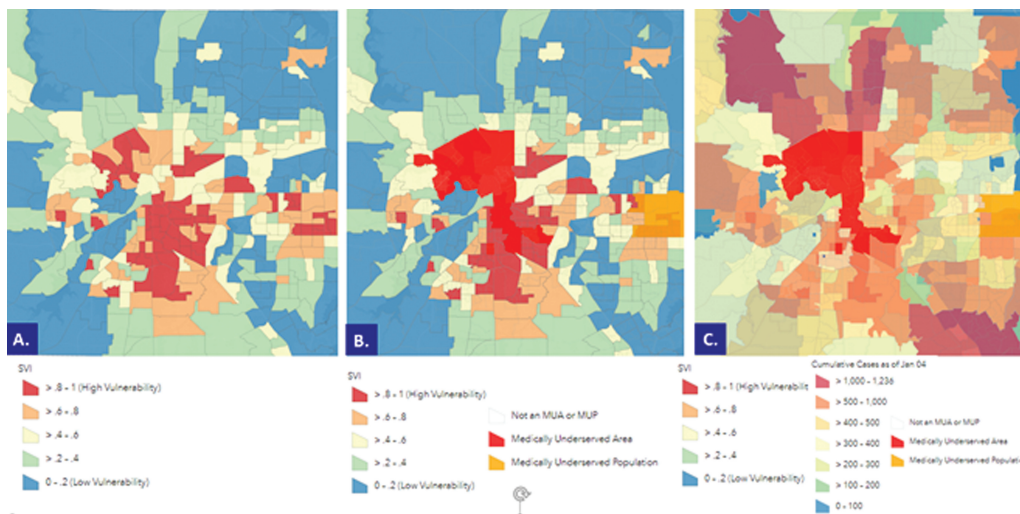 A.
B.
C.
SVI
> .8 - 1 (High Vulnerability)
> .6 - .8
> .4 - .6
> .2 - .4
0 - .2 (Low Vulnerability)
SVI
> .8 - 1 (High Vulnerability)
> .6 - .8
> .4 - .6
> .2 - .4
0 - .2 (Low Vulnerability)
Not an MUA or MUP
Medically Underserved Area
Medically Underserved Population
SVI
> .8 - 1 (High Vulnerabilit
> .6 - .8
> .4 - .6
> .2 - .4
0 - .2 (Low Vulnerability)
Cumulative Cases as of Jan 04
> 1,000 - 1,236
> 500 - 1,000
> 400 - 500
> 300 - 400
> 200 - 300
> 100 - 200
0 - 100
Not an MUA or MUP
Medically Underserved Area
Medically Underserved Populatio